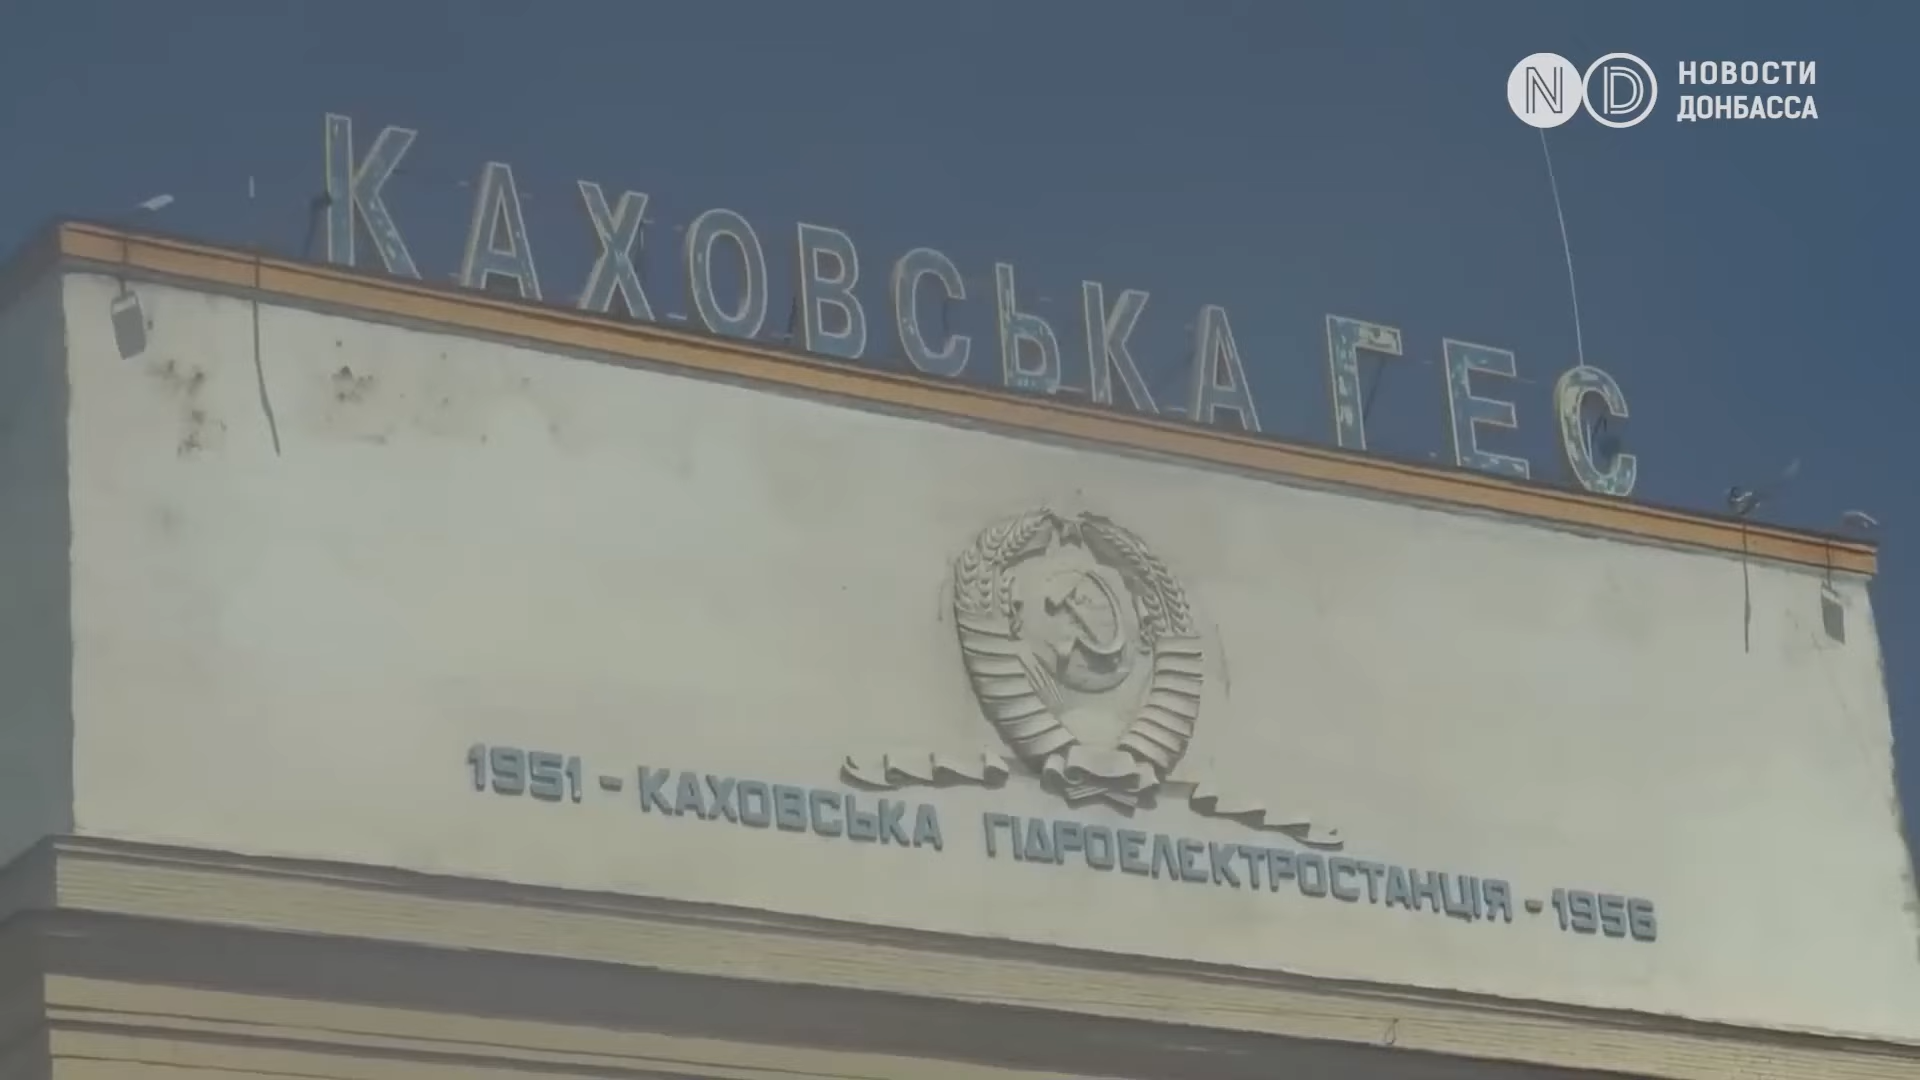 НОВОСТИ
ДОНБАССА
КАХОВСЬКА ГЕС
1951 - КАХОВСЬКА ГІДРОЕЛЕКТРОСТАНЦІЯ - 1956